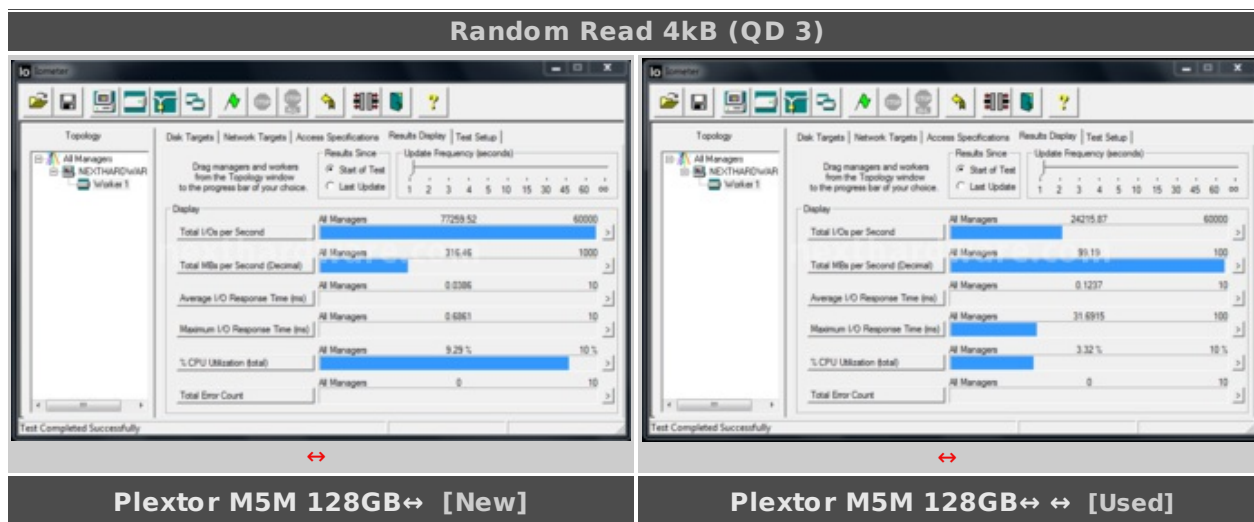 Random Read 4kB (QD 3)
Iometer
Topology
All Managers
NEXTHARDWAR
Worker 1
Disk Targets Network Targets Access Specifications Results Display Test Setup
Drag managers and workers
from the Topology window
to the progress bar of your choice.
Results Since
Start of Test
Last Update
Update Frequency (seconds)
1 2 3 4 5 10 15 30 45 60 ∞
Display
All Managers 77259.52 60000
Total I/Os per Second
All Managers 316.46 1000
Total MBs per Second (Decimal)
All Managers 0.0386 10
Average I/O Response Time (ms)
All Managers 0.6861 10
Maximum I/O Response Time (ms)
All Managers 9.29 % 10 %
% CPU Utilization (total)
All Managers 0 10
Total Error Count
Test Completed Successfully
Iometer
Topology
All Managers
NEXTHARDWAR
Worker 1
Disk Targets Network Targets Access Specifications Results Display Test Setup
Drag managers and workers
from the Topology window
to the progress bar of your choice.
Results Since
Start of Test
Last Update
Update Frequency (seconds)
1 2 3 4 5 10 15 30 45 60 ∞
Display
All Managers 24215.87 60000
Total I/Os per Second
All Managers 99.19 100
Total MBs per Second (Decimal)
All Managers 0.1237 10
Average I/O Response Time (ms)
All Managers 31.6915 100
Maximum I/O Response Time (ms)
All Managers 3.32 % 10 %
% CPU Utilization (total)
All Managers 0 10
Total Error Count
Test Completed Successfully
↔ ↔
Plextor M5M 128GB↔ [New]
Plextor M5M 128GB↔ ↔ [Used]